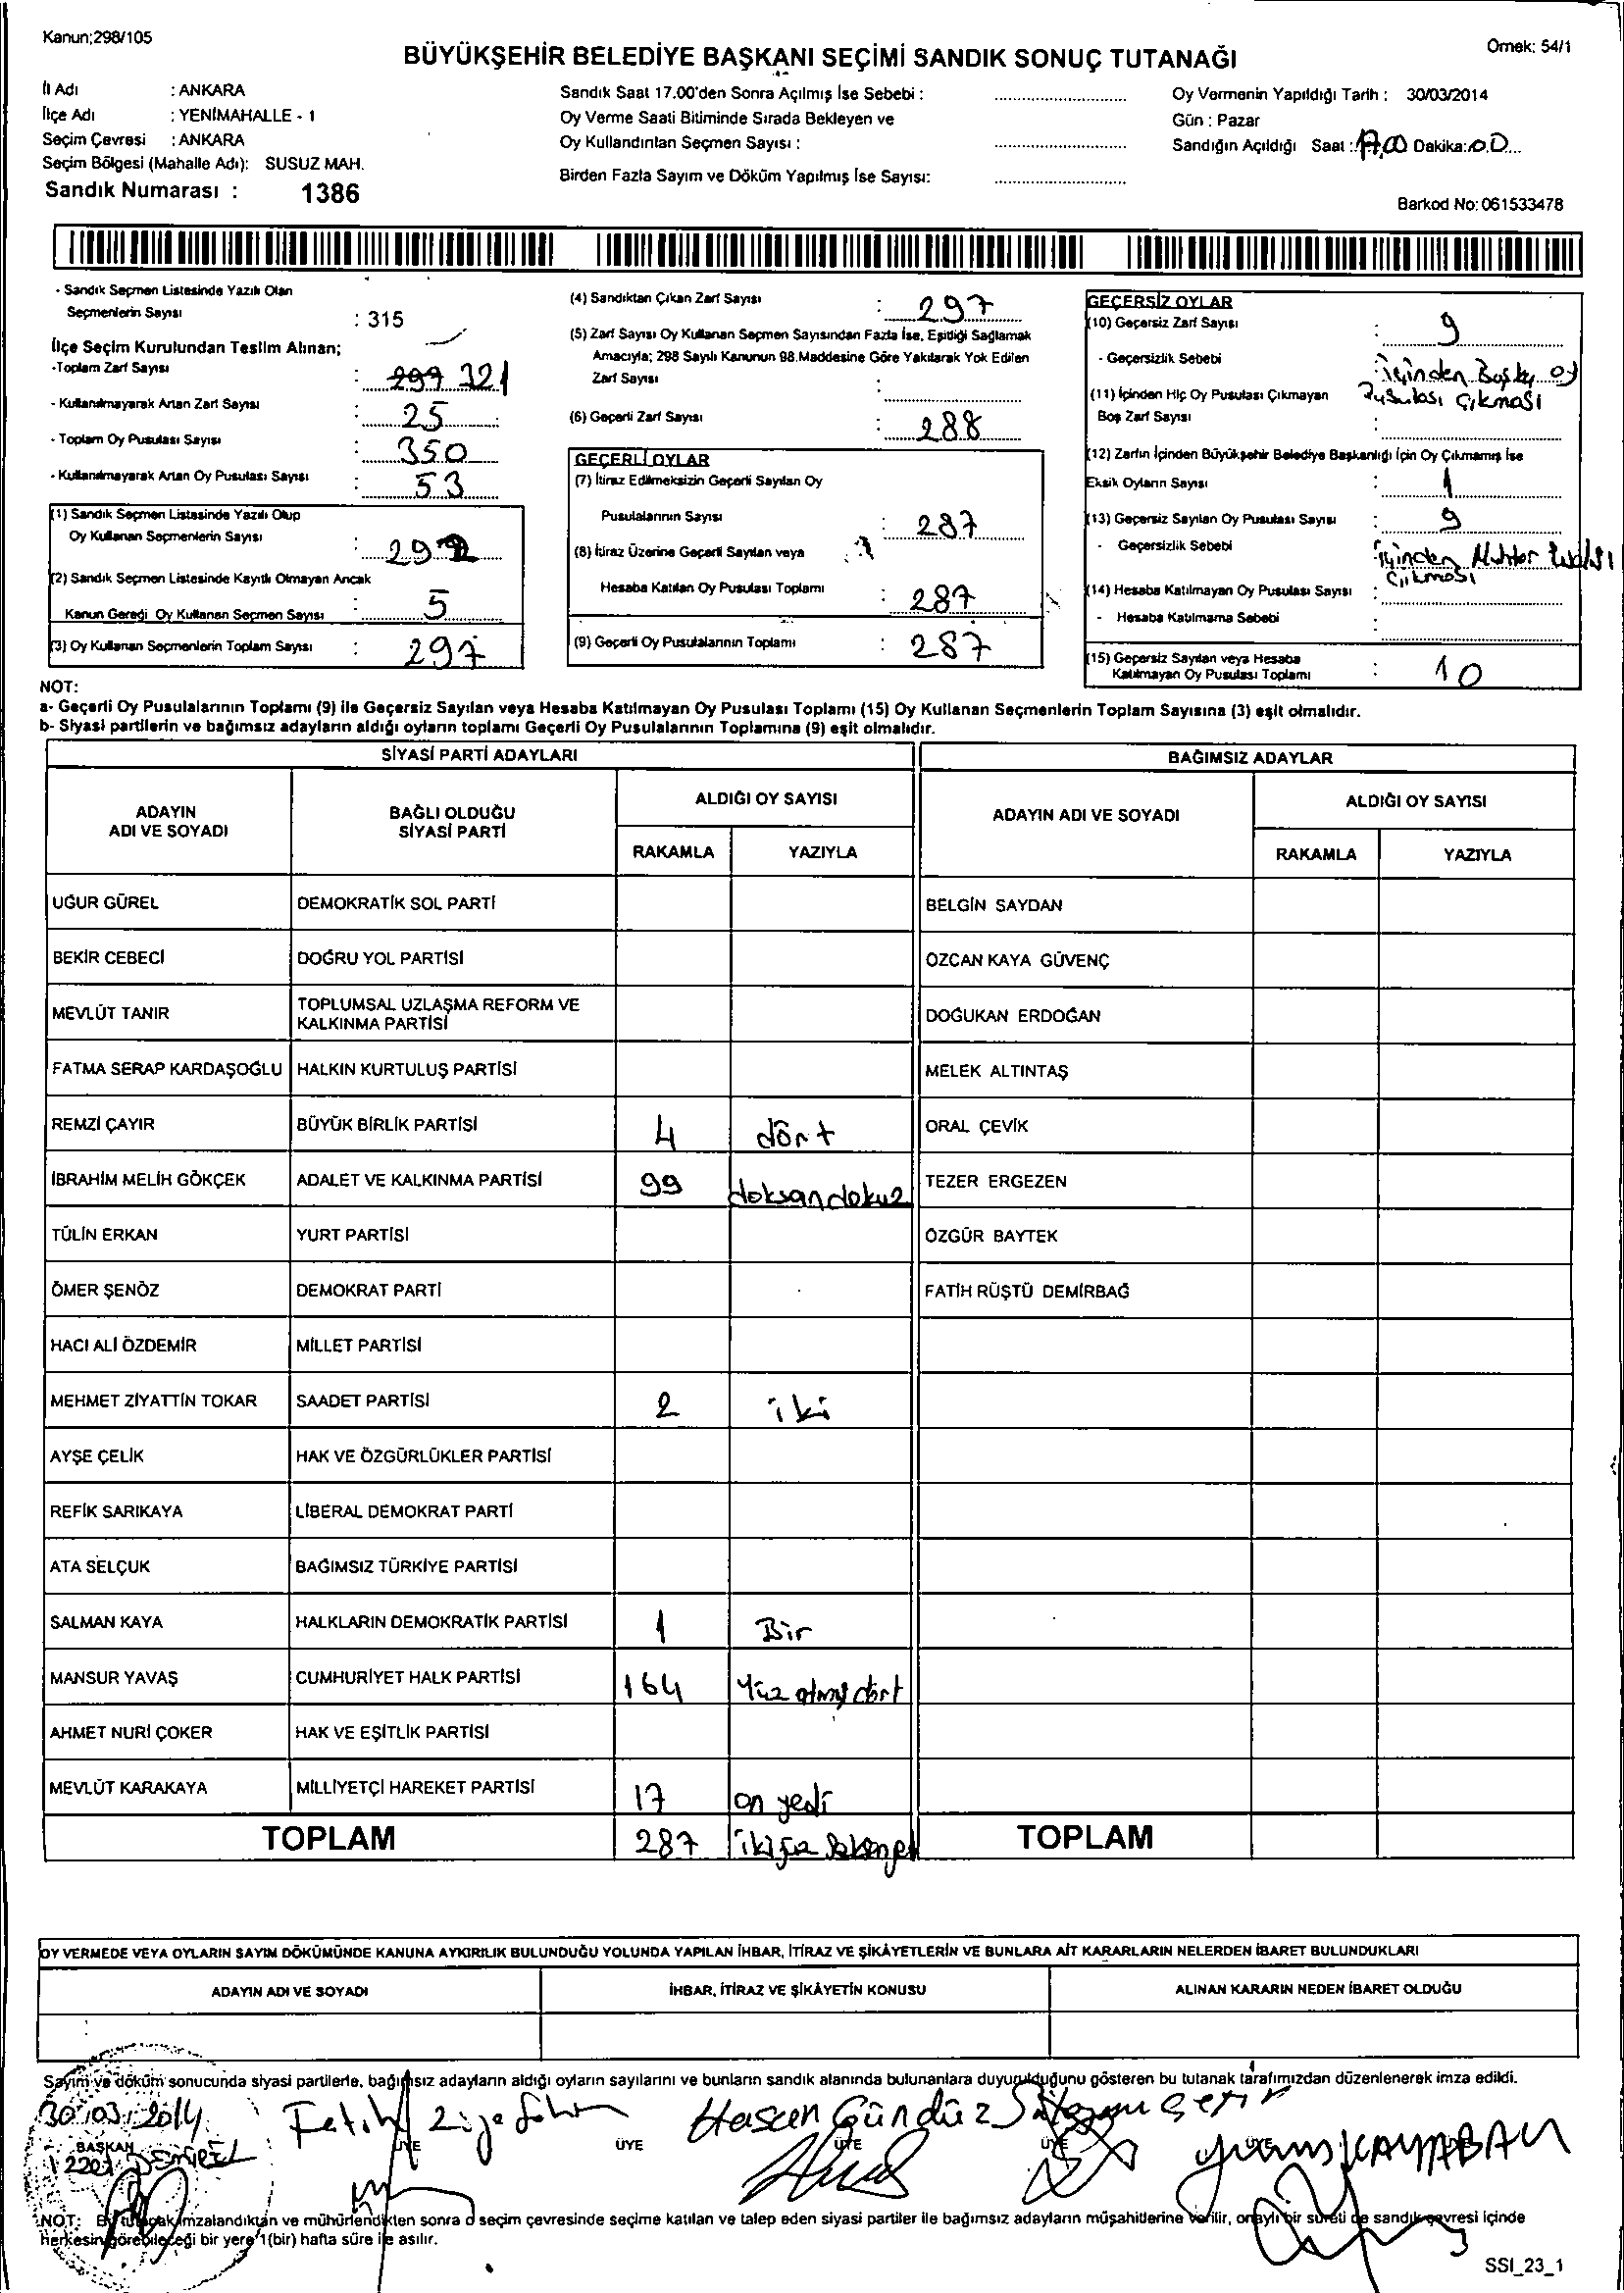 Kanun;298/105
Örnek: 54/1
BÜYÜKŞEHİR BELEDİYE BAŞKANI SEÇİMİ SANDIK SONUÇ TUTANAĞI
İl Adı : ANKARA
İlçe Adı : YENİMAHALLE - 1
Seçim Çevresi : ANKARA
Seçim Bölgesi (Mahalle Adı): SUSUZ MAH.
Sandık Numarası : 1386
Sandık Saat 17.00'den Sonra Açılmış İse Sebebi :
Oy Verme Saati Bitiminde Sırada Bekleyen ve
Oy Kullandırılan Seçmen Sayısı :
Birden Fazla Sayım ve Döküm Yapılmış İse Sayısı:
Oy Vermenin Yapıldığı Tarih : 30/03/2014
Gün : Pazar
Sandığın Açıldığı Saat : 17.00 Dakika: 00
Barkod No: 061533478
- Sandık Seçmen Listesinde Yazılı Olan
Seçmenlerin Sayısı : 315
İlçe Seçim Kurulundan Teslim Alınan;
-Toplam Zarf Sayısı : 299 321
- Kullanılmayarak Artan Zarf Sayısı : 25
- Toplam Oy Pusulası Sayısı : 350
- Kullanılmayarak Artan Oy Pusulası Sayısı : 53
(1) Sandık Seçmen Listesinde Yazılı Olup
Oy Kullanan Seçmenlerin Sayısı : 292
(2) Sandık Seçmen Listesinde Kayıtlı Olmayan Ancak
Kanun Gereği Oy Kullanan Seçmen Sayısı : 5
(3) Oy Kullanan Seçmenlerin Toplam Sayısı : 297
(4) Sandıktan Çıkan Zarf Sayısı : 297
(5) Zarf Sayısı Oy Kullanan Seçmen Sayısından Fazla İse, Eşitliği Sağlamak
Amacıyla; 298 Sayılı Kanunun 98.Maddesine Göre Yakılarak Yok Edilen
Zarf Sayısı :
(6) Geçerli Zarf Sayısı : 288
GEÇERLİ OYLAR
(7) İtiraz Edilmeksizin Geçerli Sayılan Oy
Pusulalarının Sayısı : 287
(8) İtiraz Üzerine Geçerli Sayılan veya
Hesaba Katılan Oy Pusulası Toplamı : 287
(9) Geçerli Oy Pusulalarının Toplamı : 287
GEÇERSİZ OYLAR
(10) Geçersiz Zarf Sayısı : 9
- Geçersizlik Sebebi : içinden Başka oy
Pusulası çıkması
(11) İçinden Hiç Oy Pusulası Çıkmayan
Boş Zarf Sayısı :
(12) Zarfın İçinden Büyükşehir Belediye Başkanlığı İçin Oy Çıkmamış İse
Eksik Oyların Sayısı : 1
(13) Geçersiz Sayılan Oy Pusulası Sayısı : 9
- Geçersizlik Sebebi : içinden Muhtar
Çıkması
(14) Hesaba Katılmayan Oy Pusulası Sayısı :
- Hesaba Katılmama Sebebi :
(15) Geçersiz Sayılan veya Hesaba
Katılmayan Oy Pusulası Toplamı : 10
NOT:
a- Geçerli Oy Pusulalarının Toplamı (9) ile Geçersiz Sayılan veya Hesaba Katılmayan Oy Pusulası Toplamı (15) Oy Kullanan Seçmenlerin Toplam Sayısına (3) eşit olmalıdır.
b- Siyasi partilerin ve bağımsız adayların aldığı oyların toplamı Geçerli Oy Pusulalarının Toplamına (9) eşit olmalıdır.
SİYASİ PARTİ ADAYLARI
BAĞIMSIZ ADAYLAR
ADAYIN ADI VE SOYADI
BAĞLI OLDUĞU SİYASİ PARTİ
ALDIĞI OY SAYISI
RAKAMLA YAZIYLA
ADAYIN ADI VE SOYADI
ALDIĞI OY SAYISI
RAKAMLA YAZIYLA
UĞUR GÜREL DEMOKRATİK SOL PARTİ BELGİN SAYDAN
BEKİR CEBECİ DOĞRU YOL PARTİSİ ÖZCAN KAYA GÜVENÇ
MEVLÜT TANIR TOPLUMSAL UZLAŞMA REFORM VE KALKINMA PARTİSİ DOĞUKAN ERDOĞAN
FATMA SERAP KARDAŞOĞLU HALKIN KURTULUŞ PARTİSİ MELEK ALTINTAŞ
REMZİ ÇAYIR BÜYÜK BİRLİK PARTİSİ 4 dört ORAL ÇEVİK
İBRAHİM MELİH GÖKÇEK ADALET VE KALKINMA PARTİSİ 99 doksandokuz TEZER ERGEZEN
TÜLİN ERKAN YURT PARTİSİ ÖZGÜR BAYTEK
ÖMER ŞENÖZ DEMOKRAT PARTİ FATİH RÜŞTÜ DEMİRBAĞ
HACI ALİ ÖZDEMİR MİLLET PARTİSİ
MEHMET ZİYATTİN TOKAR SAADET PARTİSİ 2 iki
AYŞE ÇELİK HAK VE ÖZGÜRLÜKLER PARTİSİ
REFİK SARIKAYA LİBERAL DEMOKRAT PARTİ
ATA SELÇUK BAĞIMSIZ TÜRKİYE PARTİSİ
SALMAN KAYA HALKLARIN DEMOKRATİK PARTİSİ 1 Bir
MANSUR YAVAŞ CUMHURİYET HALK PARTİSİ 164 Yüz atmış dört
AHMET NURİ ÇOKER HAK VE EŞİTLİK PARTİSİ
MEVLÜT KARAKAYA MİLLİYETÇİ HAREKET PARTİSİ 17 on yedi
TOPLAM 287 TOPLAM
OY VERMEDE VEYA OYLARIN SAYIM DÖKÜMÜNDE KANUNA AYKIRILIK BULUNDUĞU YOLUNDA YAPILAN İHBAR, İTİRAZ VE ŞİKÂYETLERİN VE BUNLARA AİT KARARLARIN NELERDEN İBARET BULUNDUKLARI
ADAYIN ADI VE SOYADI İHBAR, İTİRAZ VE ŞİKÂYETİN KONUSU ALINAN KARARIN NEDEN İBARET OLDUĞU
Sayım ve döküm sonucunda siyasi partilerle, bağımsız adayların aldığı oyların sayılarını ve bunların sandık alanında bulunanlara duyurulduğunu gösteren bu tutanak tarafımızdan düzenlenerek imza edildi.
30.03.2014 Fatih Hasan Gündüz
BAŞKAN ÜYE ÜYE ÜYE ÜYE ÜYE
DEMİREL KAYABAN
NOT: Bu tutanak imzalandıktan ve mühürlendikten sonra o seçim çevresinde seçime katılan ve talep eden siyasi partiler ile bağımsız adayların müşahitlerine verilir, onaylı bir sureti de sandık çevresi içinde
herkesin görebileceği bir yere 1(bir) hafta süre ile asılır.
SSI_23_1